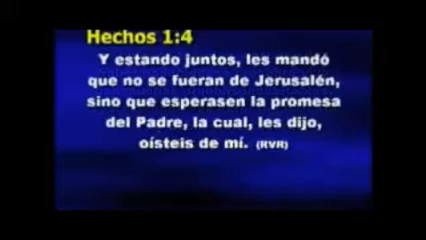 Hechos 1:4
Y estando juntos, les mandó
que no se fueran de Jerusalén,
sino que esperasen la promesa
del Padre, la cual, les dijo,
oísteis de mí. (RVR)